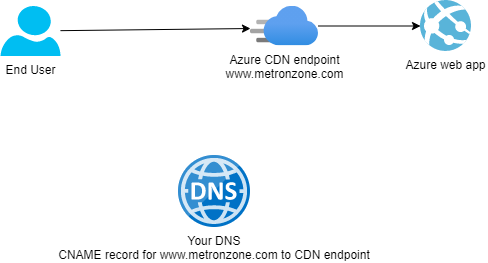 End User
Azure CDN endpoint
www.metronzone.com
Azure web app
DNS
Your DNS
CNAME record for www.metronzone.com to CDN endpoint